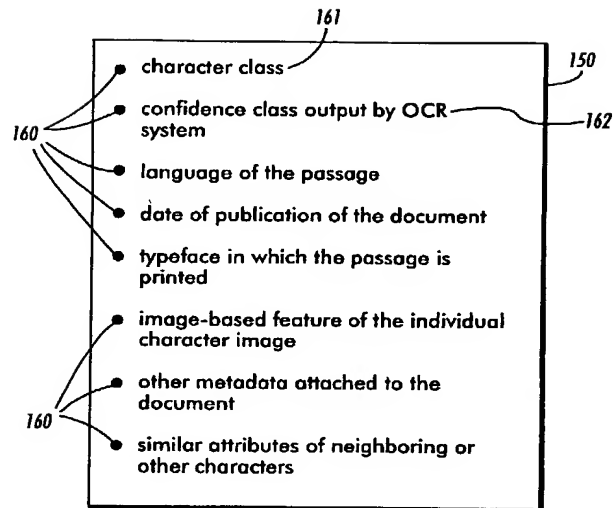 161
• character class
150
• confidence class output by OCR
162
160
system
• language of the passage
• date of publication of the document
• typeface in which the passage is
printed
• image-based feature of the individual
character image
• other metadata attached to the
document
160
• similar attributes of neighboring or
other characters